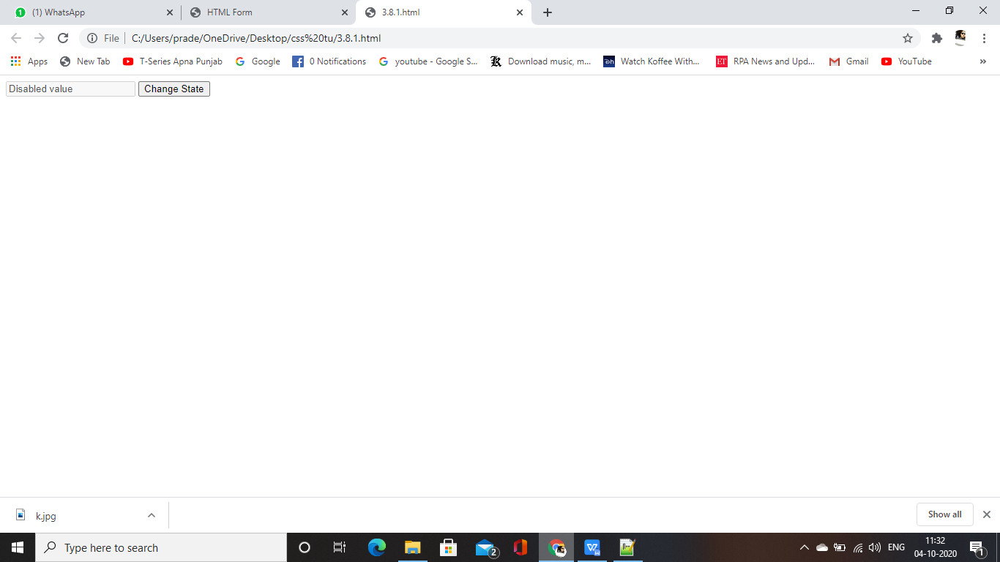 (1) WhatsApp
HTML Form
3.8.1.html
File C:/Users/prade/OneDrive/Desktop/css%20tu/3.8.1.html
Apps New Tab T-Series Apna Punjab Google 0 Notifications youtube - Google S... Download music, m... Watch Koffee With... RPA News and Upd... Gmail YouTube »
Disabled value Change State
k.jpg Show all
Type here to search 2 ENG 11:32
04-10-2020 1